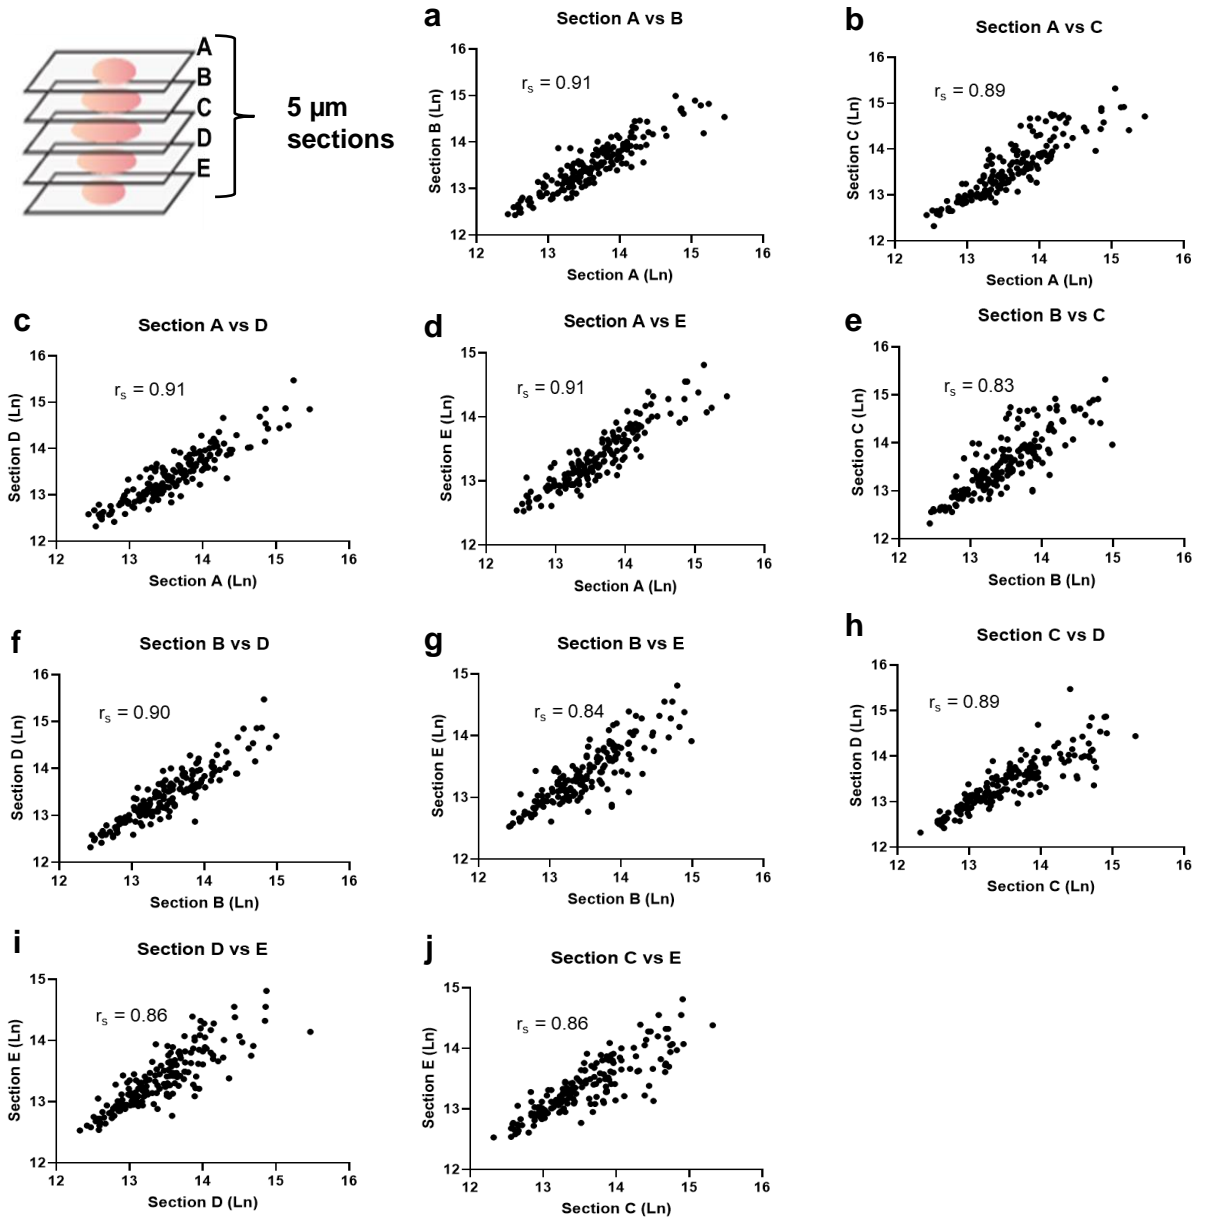 A
B
C
D
E
5 µm
sections
a
Section A vs B
rs = 0.91
16
15
14
13
12
Section B (Ln)
12 13 14 15 16
Section A (Ln)
b
Section A vs C
rs = 0.89
16
15
14
13
12
Section C (Ln)
12 13 14 15 16
Section A (Ln)
c
Section A vs D
rs = 0.91
16
15
14
13
12
Section D (Ln)
12 13 14 15 16
Section A (Ln)
d
Section A vs E
rs = 0.91
15
14
13
12
Section E (Ln)
12 13 14 15 16
Section A (Ln)
e
Section B vs C
rs = 0.83
16
15
14
13
12
Section C (Ln)
12 13 14 15 16
Section B (Ln)
f
Section B vs D
rs = 0.90
16
15
14
13
12
Section D (Ln)
12 13 14 15 16
Section B (Ln)
g
Section B vs E
rs = 0.84
15
14
13
12
Section E (Ln)
12 13 14 15 16
Section B (Ln)
h
Section C vs D
rs = 0.89
16
15
14
13
12
Section D (Ln)
12 13 14 15 16
Section C (Ln)
i
Section D vs E
rs = 0.86
15
14
13
12
Section E (Ln)
12 13 14 15 16
Section D (Ln)
j
Section C vs E
rs = 0.86
15
14
13
12
Section E (Ln)
12 13 14 15 16
Section C (Ln)